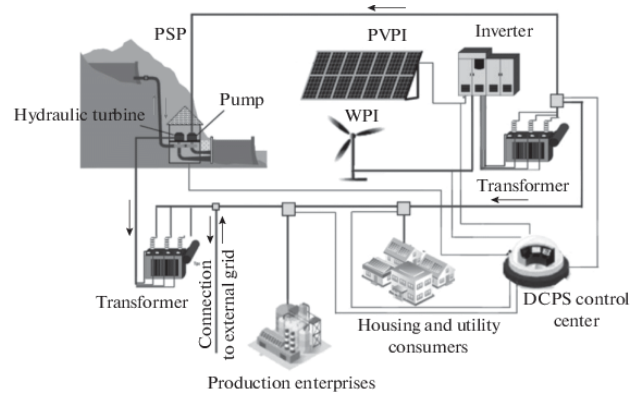 PSP
PVPI
Inverter
Hydraulic turbine
Pump
WPI
Transformer
Transformer
Connection
to external grid
Housing and utility
consumers
DCPS control
center
Production enterprises